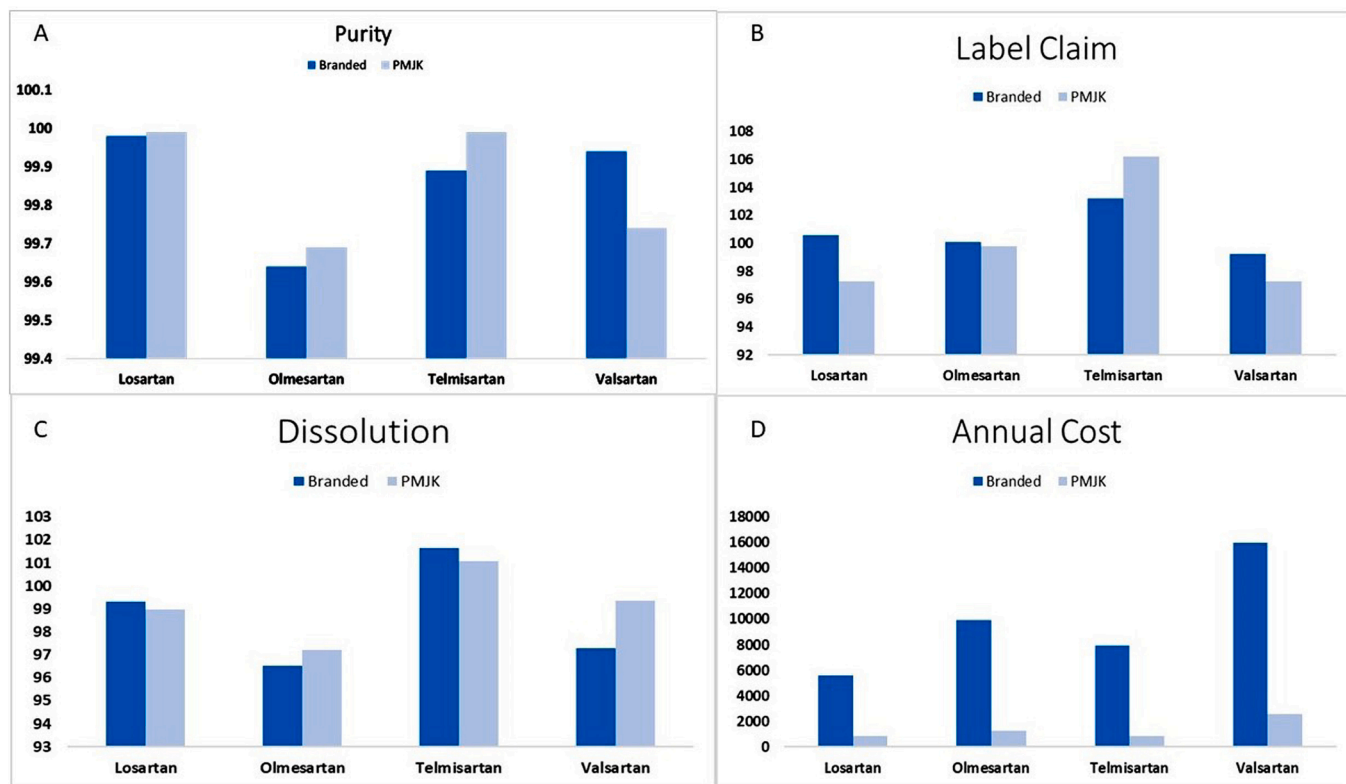 A
Purity
Branded PMJK
100.1
100
99.9
99.8
99.7
99.6
99.5
99.4
Losartan Olmesartan Telmisartan Valsartan
B
Label Claim
Branded PMJK
108
106
104
102
100
98
96
94
92
Losartan Olmesartan Telmisartan Valsartan
C
Dissolution
Branded PMJK
103
102
101
100
99
98
97
96
95
94
93
Losartan Olmesartan Telmisartan Valsartan
D
Annual Cost
Branded PMJK
18000
16000
14000
12000
10000
8000
6000
4000
2000
0
Losartan Olmesartan Telmisartan Valsartan